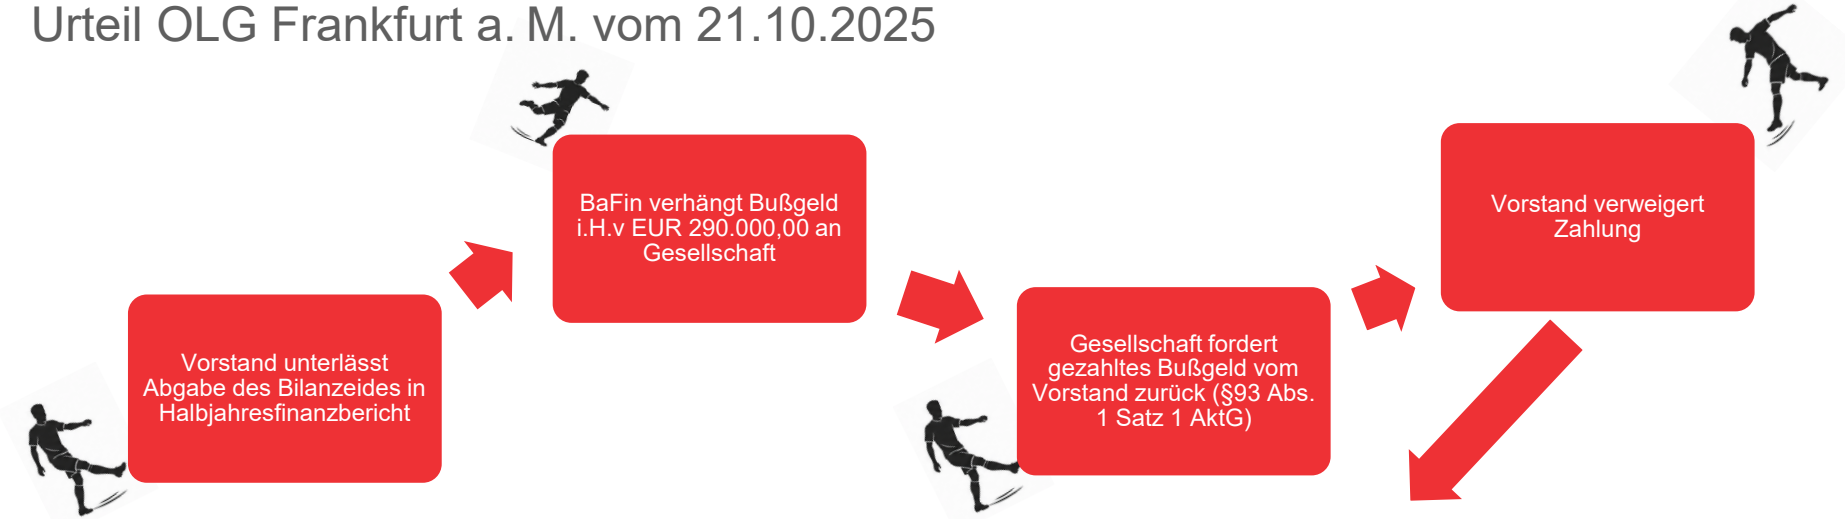 Urteil OLG Frankfurt a. M. vom 21.10.2025
Vorstand unterlässt
Abgabe des Bilanzeides in
Halbjahresfinanzbericht
BaFin verhängt Bußgeld
i.H.v EUR 290.000,00 an
Gesellschaft
Gesellschaft fordert
gezahltes Bußgeld vom
Vorstand zurück (§93 Abs.
1 Satz 1 AktG)
Vorstand verweigert
Zahlung